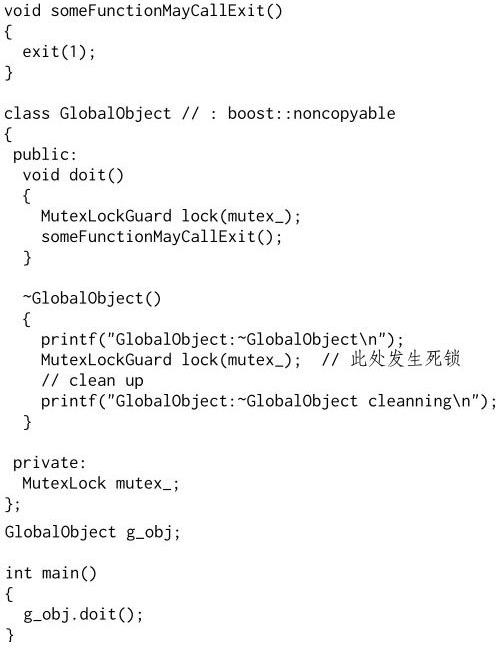 void someFunctionMayCallExit()
{
  exit(1);
}

class GlobalObject // : boost::noncopyable
{
 public:
  void doit()
  {
    MutexLockGuard lock(mutex_);
    someFunctionMayCallExit();
  }

  ~GlobalObject()
  {
    printf("GlobalObject:~GlobalObject\n");
    MutexLockGuard lock(mutex_);  // 此处发生死锁
    // clean up
    printf("GlobalObject:~GlobalObject cleanning\n");
  }

 private:
  MutexLock mutex_;
};
GlobalObject g_obj;

int main()
{
  g_obj.doit();
}